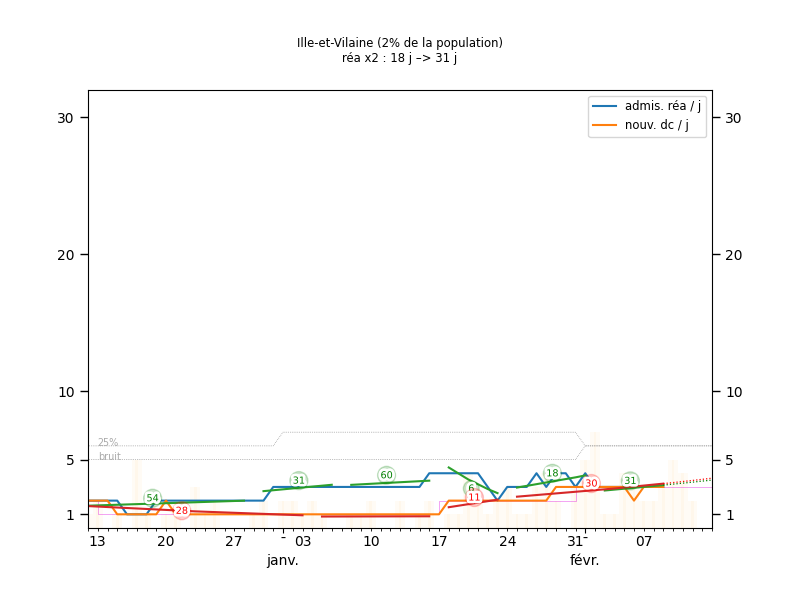 Ille-et-Vilaine (2% de la population)
réa x2 : 18 j –> 31 j
admis. réa / j
nouv. dc / j
30 30
20 20
10 10
25%
bruit
5 5
1 1
54 28 31 60 11 18 30 31
13 20 27 - 03 10 17 24 31 - 07
janv. févr.